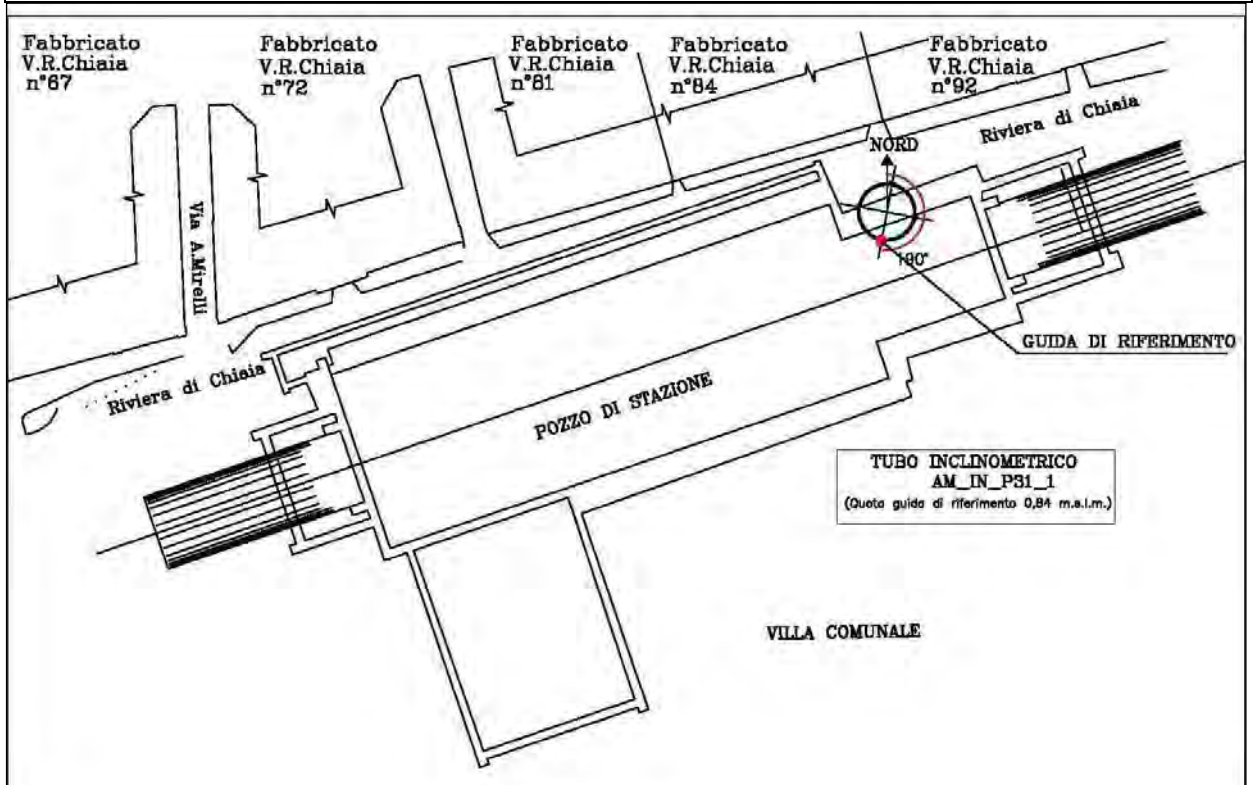 Fabbricato
V.R.Chiaia
n°67
Fabbricato
V.R.Chiaia
n°72
Fabbricato
V.R.Chiaia
n°81
Fabbricato
V.R.Chiaia
n°84
Fabbricato
V.R.Chiaia
n°92
Riviera di Chiaia
NORD
Via A.Mirelli
190°
GUIDA DI RIFERIMENTO
Riviera di Chiaia
POZZO DI STAZIONE
TUBO INCLINOMETRICO
AM_IN_P31_1
(Quota guida di riferimento 0,84 m.s.l.m.)
VILLA COMUNALE